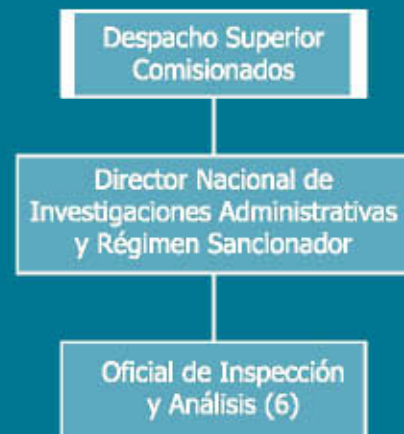 Despacho Superior
Comisionados
Director Nacional de
Investigaciones Administrativas
y Régimen Sancionador
Oficial de Inspección
y Análisis (6)